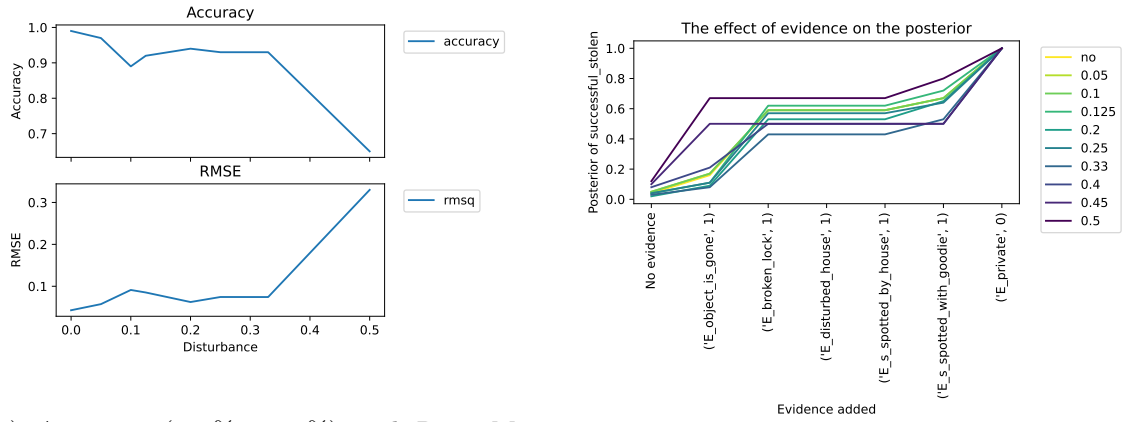 Accuracy
1.0
0.9
0.8
0.7
Accuracy
accuracy
RMSE
0.3
0.2
0.1
RMSE
rmsq
0.0 0.1 0.2 0.3 0.4 0.5
Disturbance
The effect of evidence on the posterior
1.0
0.8
0.6
0.4
0.2
0.0
Posterior of successful_stolen
No evidence
('E_object_is_gone', 1)
('E_broken_lock', 1)
('E_disturbed_house', 1)
('E_s_spotted_by_house', 1)
('E_s_spotted_with_goodie', 1)
('E_private', 0)
Evidence added
no
0.05
0.1
0.125
0.2
0.25
0.33
0.4
0.45
0.5